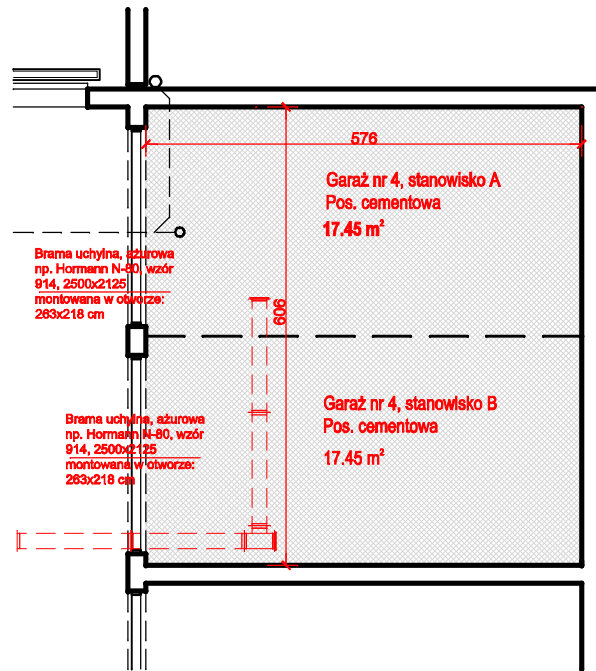 576
Garaż nr 4, stanowisko A
Pos. cementowa
17.45 m²
Brama uchylna, ażurowa
np. Hormann N-80, wzór
914, 2500x2125
montowana w otworze:
263x218 cm
606
Garaż nr 4, stanowisko B
Pos. cementowa
17.45 m²
Brama uchylna, ażurowa
np. Hormann N-80, wzór
914, 2500x2125
montowana w otworze:
263x218 cm